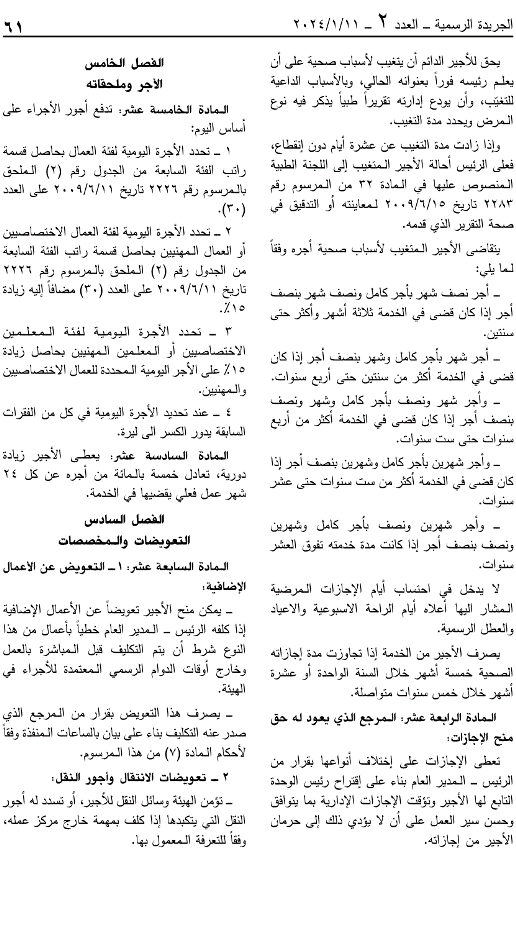 الجريدة الرسمية ــ العدد ٢ ــ ٢٠٢٤/١/١١
٦١
يحق للأجير الدائم أن يتغيب لأسباب صحية على أن
يعلم رئيسه فوراً بعنوانه الحالي، وبالأسباب الداعية
للتغيّب، وأن يودع إدارته تقريراً طبياً يذكر فيه نوع
المرض ويحدد مدة التغيب.
وإذا زادت مدة التغيب عن عشرة أيام دون إنقطاع،
فعلى الرئيس أحالة الأجير المتغيب إلى اللجنة الطبية
المنصوص عليها في المادة ٣٢ من المرسوم رقم
٢٢٨٣ تاريخ ٢٠٠٩/٦/١٥ لمعاينته أو التدقيق في
صحة التقرير الذي قدمه.
يتقاضى الأجير المتغيب لأسباب صحية أجره وفقاً
لما يلي:
ــ أجر نصف شهر بأجر كامل ونصف شهر بنصف
أجر إذا كان قضى في الخدمة ثلاثة أشهر وأكثر حتى
سنتين.
ــ أجر شهر بأجر كامل وشهر بنصف أجر إذا كان
قضى في الخدمة أكثر من سنتين حتى أربع سنوات.
ــ وأجر شهر ونصف بأجر كامل وشهر ونصف
بنصف أجر إذا كان قضى في الخدمة أكثر من أربع
سنوات حتى ست سنوات.
ــ وأجر شهرين بأجر كامل وشهرين بنصف أجر إذا
كان قضى في الخدمة أكثر من ست سنوات حتى عشر
سنوات.
ــ وأجر شهرين ونصف بأجر كامل وشهرين
ونصف بنصف أجر إذا كانت مدة خدمته تفوق العشر
سنوات.
لا يدخل في احتساب أيام الإجازات المرضية
المشار اليها أعلاه أيام الراحة الاسبوعية والاعياد
والعطل الرسمية.
يصرف الأجير من الخدمة إذا تجاوزت مدة إجازاته
الصحية خمسة أشهر خلال السنة الواحدة أو عشرة
أشهر خلال خمس سنوات متواصلة.
المادة الرابعة عشر: المرجع الذي يعود له حق
منح الإجازات:
تعطى الإجازات على إختلاف أنواعها بقرار من
الرئيس ــ المدير العام بناء على إقتراح رئيس الوحدة
التابع لها الأجير وتؤقت الإجازات الإدارية بما يتوافق
وحسن سير العمل على أن لا يؤدي ذلك إلى حرمان
الأجير من إجازاته.
الفصل الخامس
الأجر وملحقاته
المادة الخامسة عشر: تدفع أجور الأجراء على
أساس اليوم:
١ ــ تحدد الأجرة اليومية لفئة العمال بحاصل قسمة
راتب الفئة السابعة من الجدول رقم (٢) الملحق
بالمرسوم رقم ٢٢٢٦ تاريخ ٢٠٠٩/٦/١١ على العدد
(٣٠).
٢ ــ تحدد الأجرة اليومية لفئة العمال الاختصاصيين
أو العمال المهنيين بحاصل قسمة راتب الفئة السابعة
من الجدول رقم (٢) الملحق بالمرسوم رقم ٢٢٢٦
تاريخ ٢٠٠٩/٦/١١ على العدد (٣٠) مضافاً إليه زيادة
١٥٪.
٣ ــ تحدد الأجرة اليومية لفئة المعلمين
الاختصاصيين أو المعلمين المهنيين بحاصل زيادة
١٥٪ على الأجر اليومية المحددة للعمال الاختصاصيين
والمهنيين.
٤ ــ عند تحديد الأجرة اليومية في كل من الفقرات
السابقة يدور الكسر الى ليرة.
المادة السادسة عشر: يعطى الأجير زيادة
دورية، تعادل خمسة بالمائة من أجره عن كل ٢٤
شهر عمل فعلي يقضيها في الخدمة.
الفصل السادس
التعويضات والمخصصات
المادة السابعة عشر: ١ ــ التعويض عن الأعمال
الإضافية:
ــ يمكن منح الأجير تعويضاً عن الأعمال الإضافية
إذا كلفه الرئيس ــ المدير العام خطياً بأعمال من هذا
النوع شرط أن يتم التكليف قبل المباشرة بالعمل
وخارج أوقات الدوام الرسمي المعتمدة للأجراء في
الهيئة.
ــ يصرف هذا التعويض بقرار من المرجع الذي
صدر عنه التكليف بناء على بيان بالساعات المنفذة وفقاً
لأحكام المادة (٧) من هذا المرسوم.
٢ ــ تعويضات الانتقال وأجور النقل:
ــ تؤمن الهيئة وسائل النقل للأجير، أو تسدد له أجور
النقل التي يتكبدها إذا كلف بمهمة خارج مركز عمله،
وفقاً للتعرفة المعمول بها.